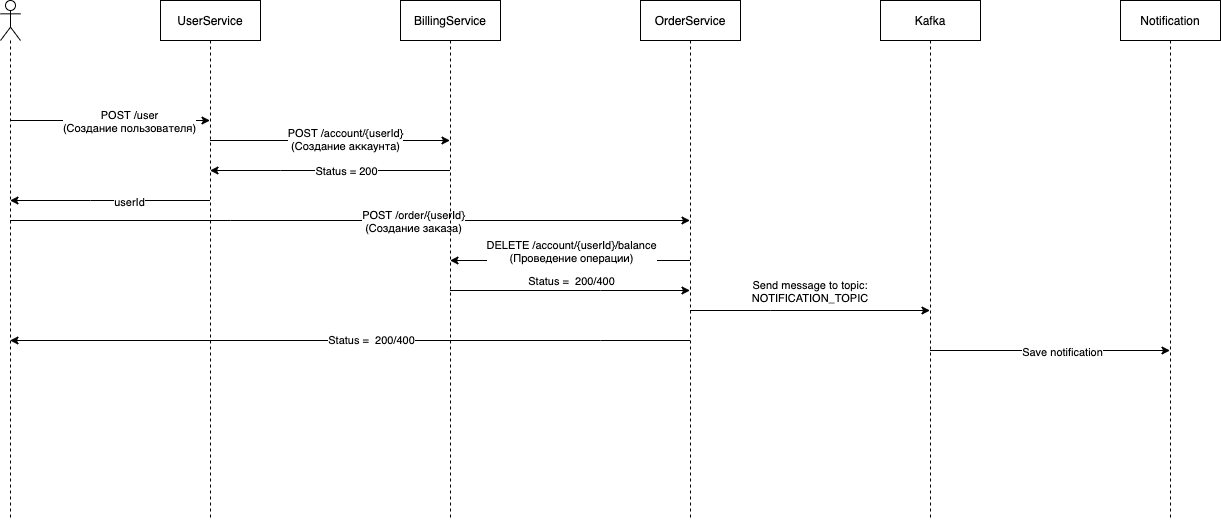 UserService
BillingService
OrderService
Kafka
Notification
POST /user
(Создание пользователя)
POST /account/{userId}
(Создание аккаунта)
Status = 200
userId
POST /order/{userId}
(Создание заказа)
DELETE /account/{userId}/balance
(Проведение операции)
Status =  200/400
Send message to topic:
NOTIFICATION_TOPIC
Status =  200/400
Save notification